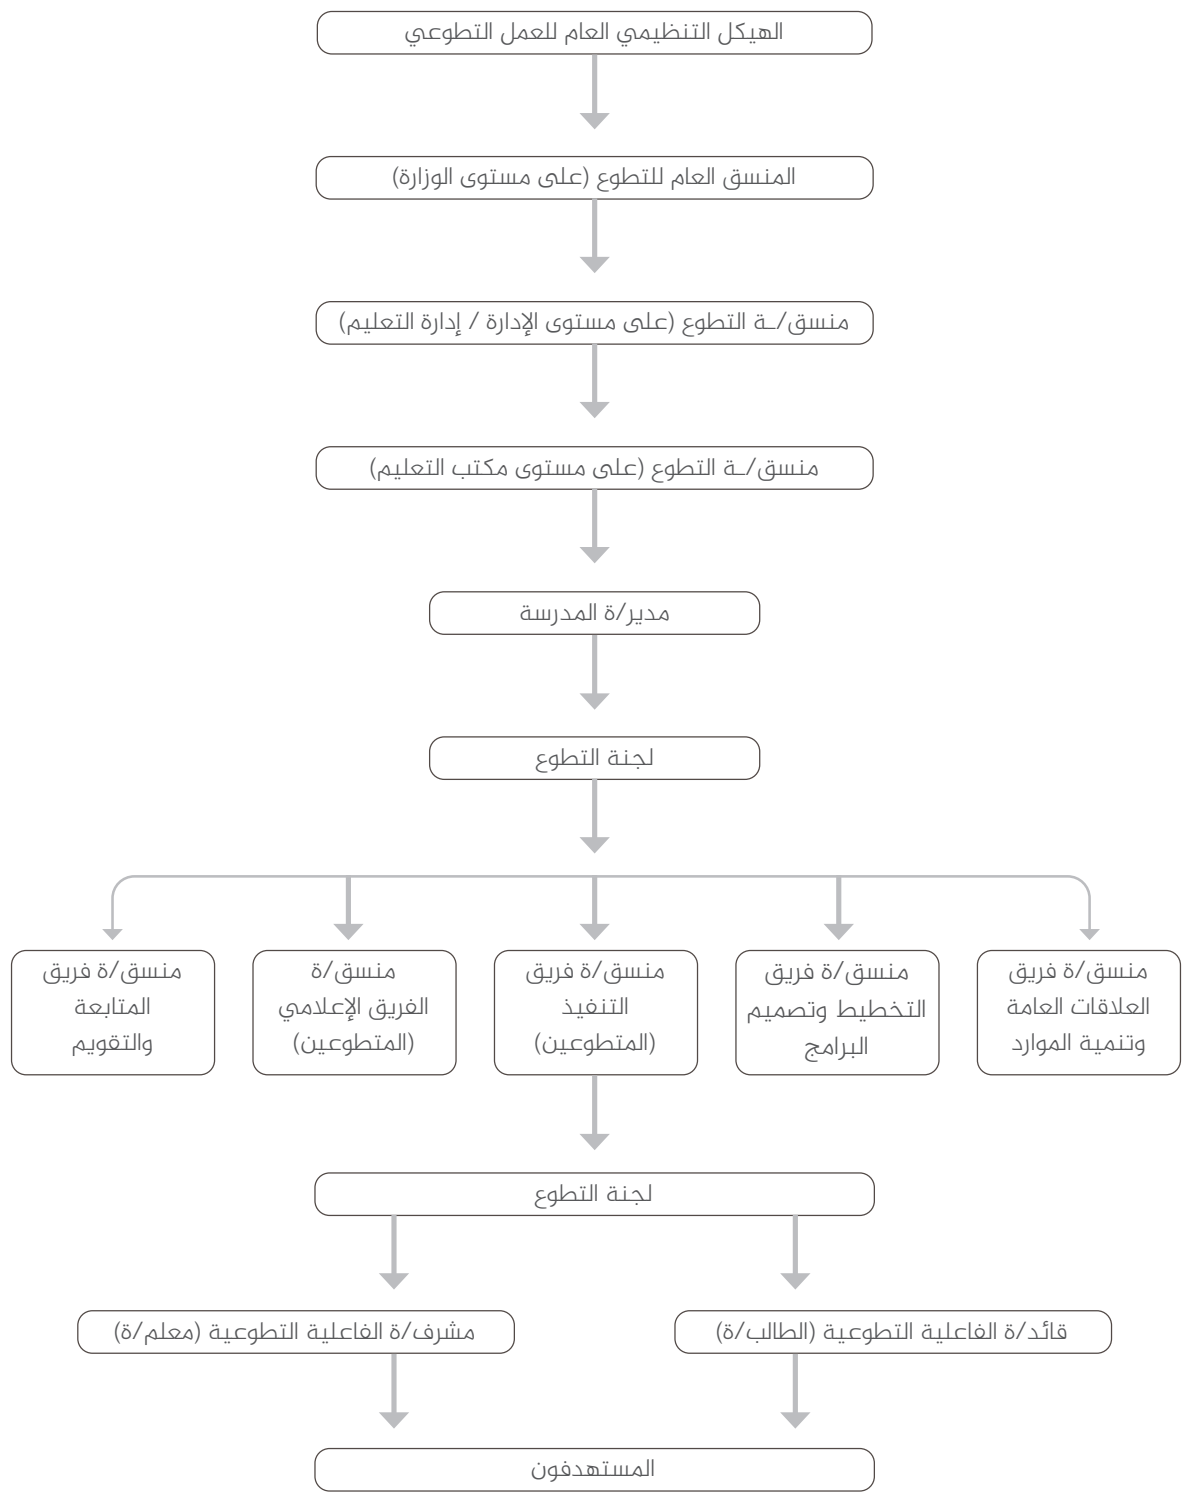 الهيكل التنظيمي العام للعمل التطوعي
المنسق العام للتطوع (على مستوى الوزارة)
منسق/ـة التطوع (على مستوى الإدارة / إدارة التعليم)
منسق/ـة التطوع (على مستوى مكتب التعليم)
مدير/ة المدرسة
لجنة التطوع
منسق/ة فريق
العلاقات العامة
وتنمية الموارد
منسق/ة فريق
التخطيط وتصميم
البرامج
منسق/ة فريق
التنفيذ
(المتطوعين)
منسق/ة
الفريق الإعلامي
(المتطوعين)
منسق/ة فريق
المتابعة
والتقويم
لجنة التطوع
قائد/ة الفاعلية التطوعية (الطالب/ة)
مشرف/ة الفاعلية التطوعية (معلم/ة)
المستهدفون